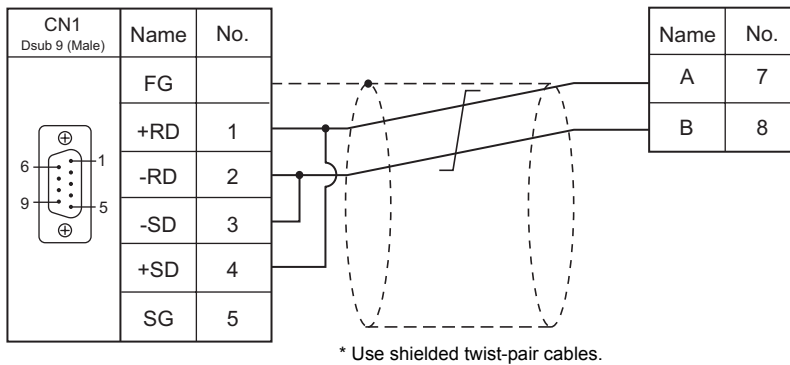 CN1
Dsub 9 (Male)
Name No.
FG
+RD 1
-RD 2
-SD 3
+SD 4
SG 5
6 1
9 5
Name No.
A 7
B 8
* Use shielded twist-pair cables.